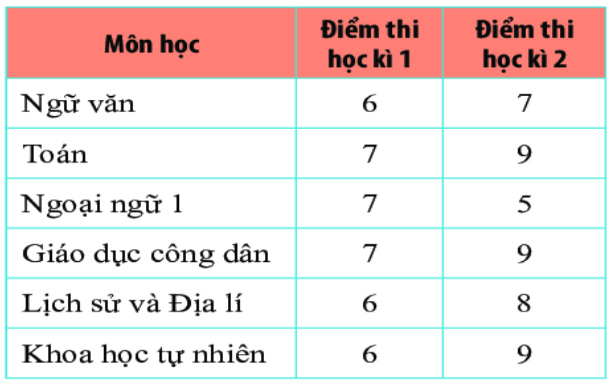 Môn học Điểm thi học kì 1 Điểm thi học kì 2
Ngữ văn 6 7
Toán 7 9
Ngoại ngữ 1 7 5
Giáo dục công dân 7 9
Lịch sử và Địa lí 6 8
Khoa học tự nhiên 6 9